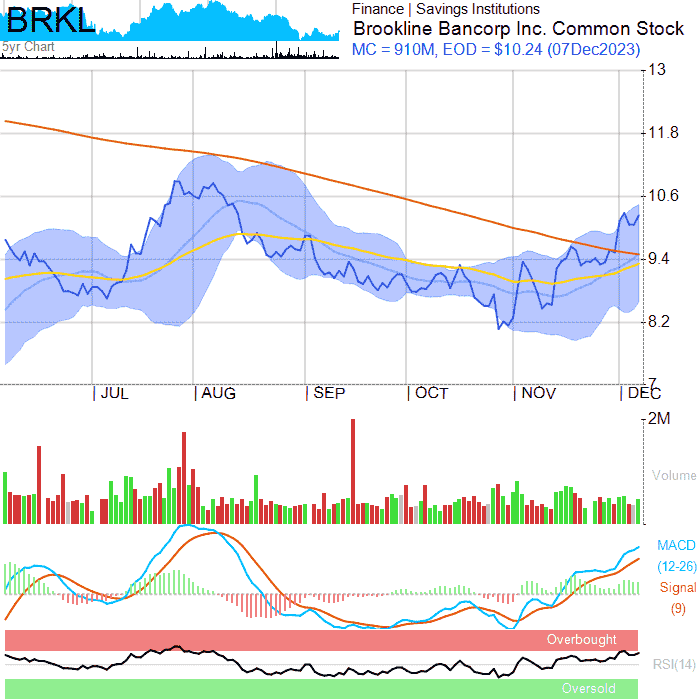 BRKL
5yr Chart
Finance | Savings Institutions
Brookline Bancorp Inc. Common Stock
MC = 910M, EOD = $10.24 (07Dec2023)
13
11.8
10.6
9.4
8.2
7
JUL AUG SEP OCT NOV DEC
2M
Volume
MACD
(12-26)
Signal
(9)
Overbought
RSI(14)
Oversold